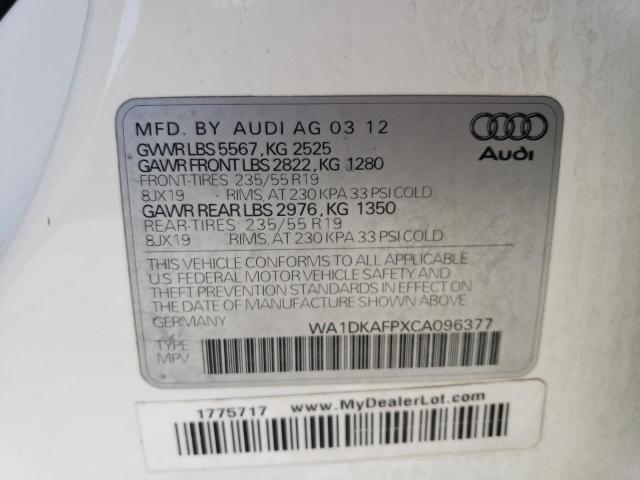 MFD. BY AUDI AG 03 12
GVWR LBS 5567, KG 2525
GAWR FRONT LBS 2822, KG 1280
FRONT-TIRES 235/55 R19
8JX19 RIMS, AT 230 KPA 33 PSI COLD
GAWR REAR LBS 2976, KG 1350
REAR-TIRES 235/55 R19
8JX19 RIMS, AT 230 KPA 33 PSI COLD
Audi
THIS VEHICLE CONFORMS TO ALL APPLICABLE
U S FEDERAL MOTOR VEHICLE SAFETY AND
THEFT PREVENTION STANDARDS IN EFFECT ON
THE DATE OF MANUFACTURE SHOWN ABOVE
GERMANY WA1DKAFPXCA096377
TYPE
MPV
1775717 www.MyDealerLot.com